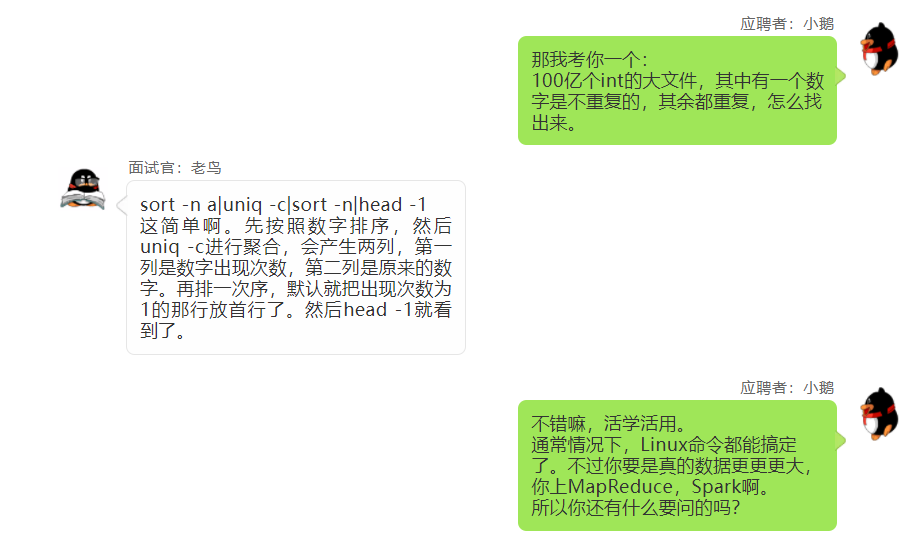 应聘者：小鹅
那我考你一个：
100亿个int的大文件，其中有一个数
字是不重复的，其余都重复，怎么找
出来。
面试官：老鸟
sort -n a|uniq -c|sort -n|head -1
这简单啊。先按照数字排序，然后
uniq -c进行聚合，会产生两列，第一
列是数字出现次数，第二列是原来的数
字。再排一次序，默认就把出现次数为
1的那行放首行了。然后head -1就看
到了。
应聘者：小鹅
不错嘛，活学活用。
通常情况下，Linux命令都能搞定
了。不过你要是真的数据更更更大，
你上MapReduce，Spark啊。
所以你还有什么要问的吗？